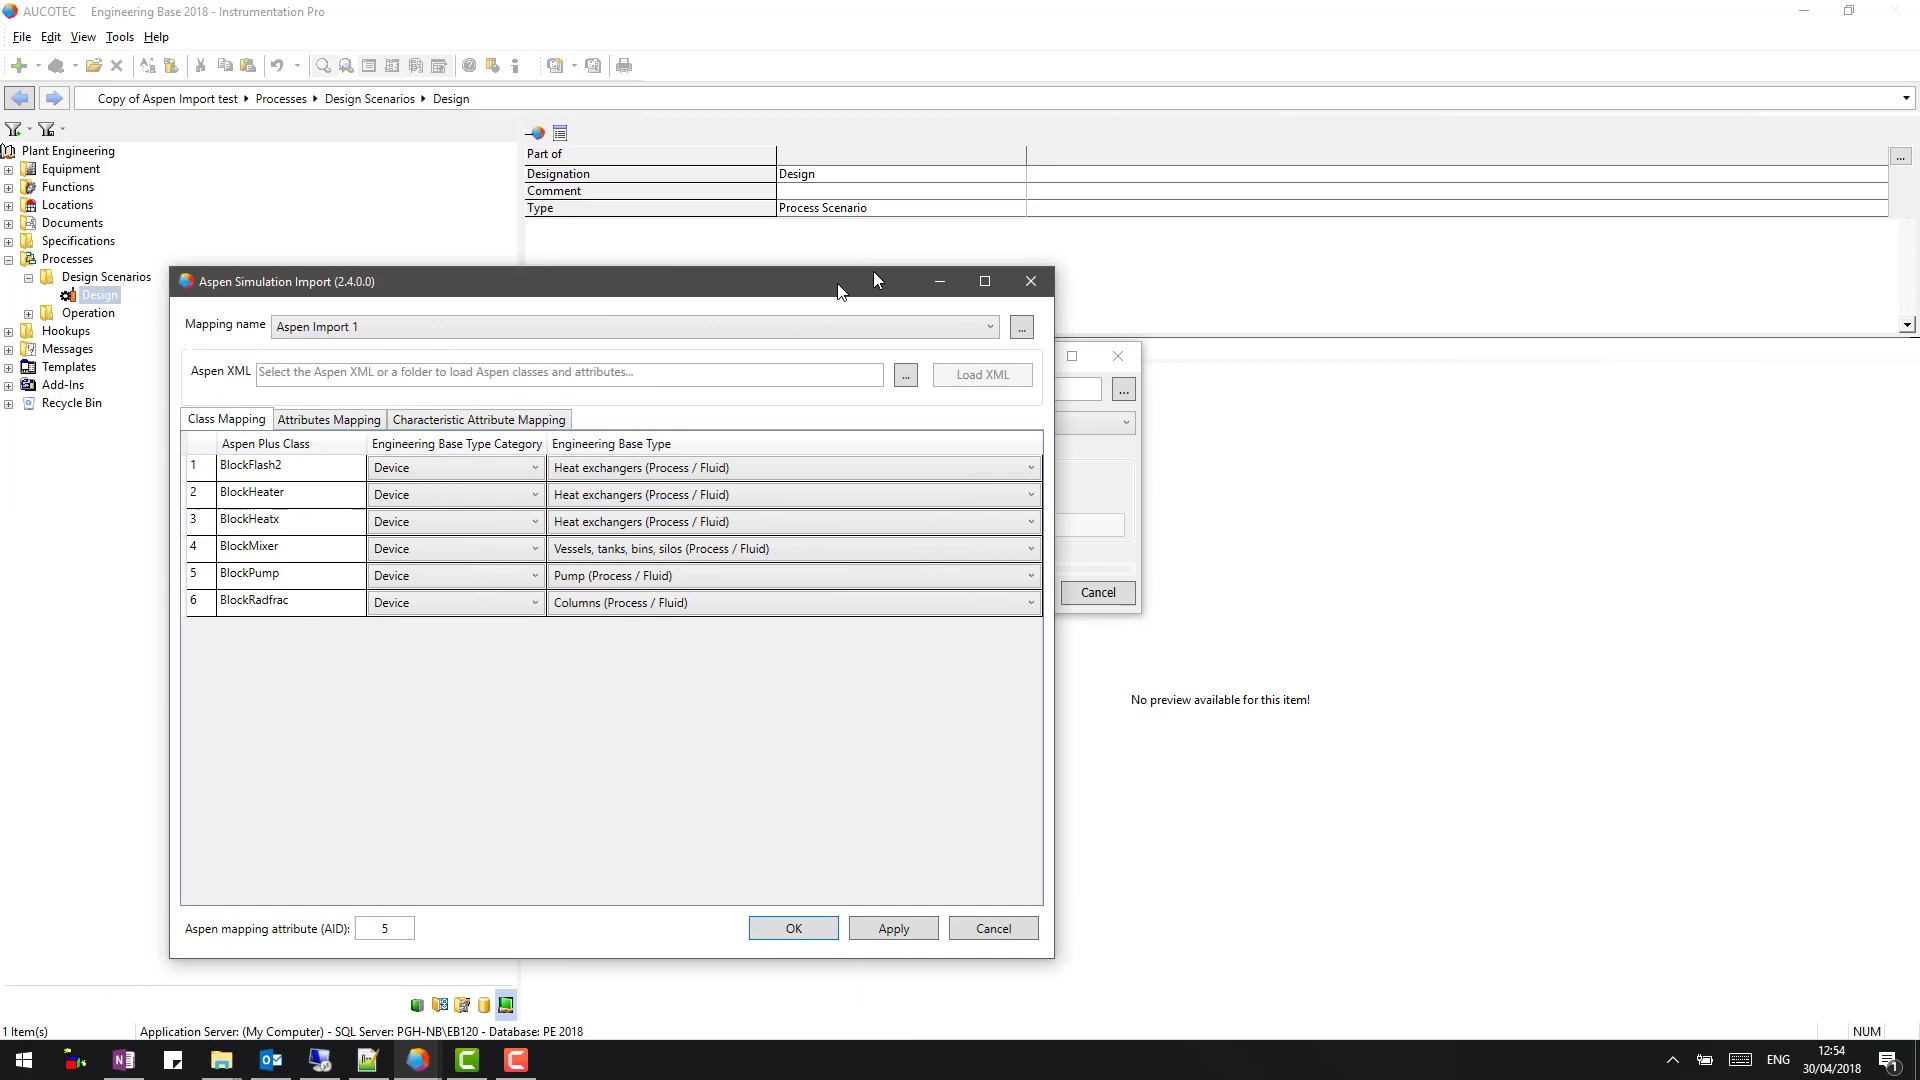 AUCOTEC Engineering Base 2018 - Instrumentation Pro
File Edit View Tools Help
Copy of Aspen Import test Processes Design Scenarios Design
Plant Engineering
Equipment
Functions
Locations
Documents
Specifications
Processes
Design Scenarios
Design
Operation
Hookups
Messages
Templates
Add-Ins
Recycle Bin
Part of
...
Designation Design
Comment
Type Process Scenario
Aspen Simulation Import (2.4.0.0)
Mapping name Aspen Import 1 ...
Aspen XML Select the Aspen XML or a folder to load Aspen classes and attributes... ... Load XML
Class Mapping Attributes Mapping Characteristic Attribute Mapping
Aspen Plus Class Engineering Base Type Category Engineering Base Type
1 BlockFlash2 Device Heat exchangers (Process / Fluid)
2 BlockHeater Device Heat exchangers (Process / Fluid)
3 BlockHeatx Device Heat exchangers (Process / Fluid)
4 BlockMixer Device Vessels, tanks, bins, silos (Process / Fluid)
5 BlockPump Device Pump (Process / Fluid)
6 BlockRadfrac Device Columns (Process / Fluid)
Aspen mapping attribute (AID): 5 OK Apply Cancel
...
Cancel
No preview available for this item!
1 Item(s) Application Server: (My Computer) - SQL Server: PGH-NB\EB120 - Database: PE 2018 NUM
ENG
12:54
30/04/2018
1